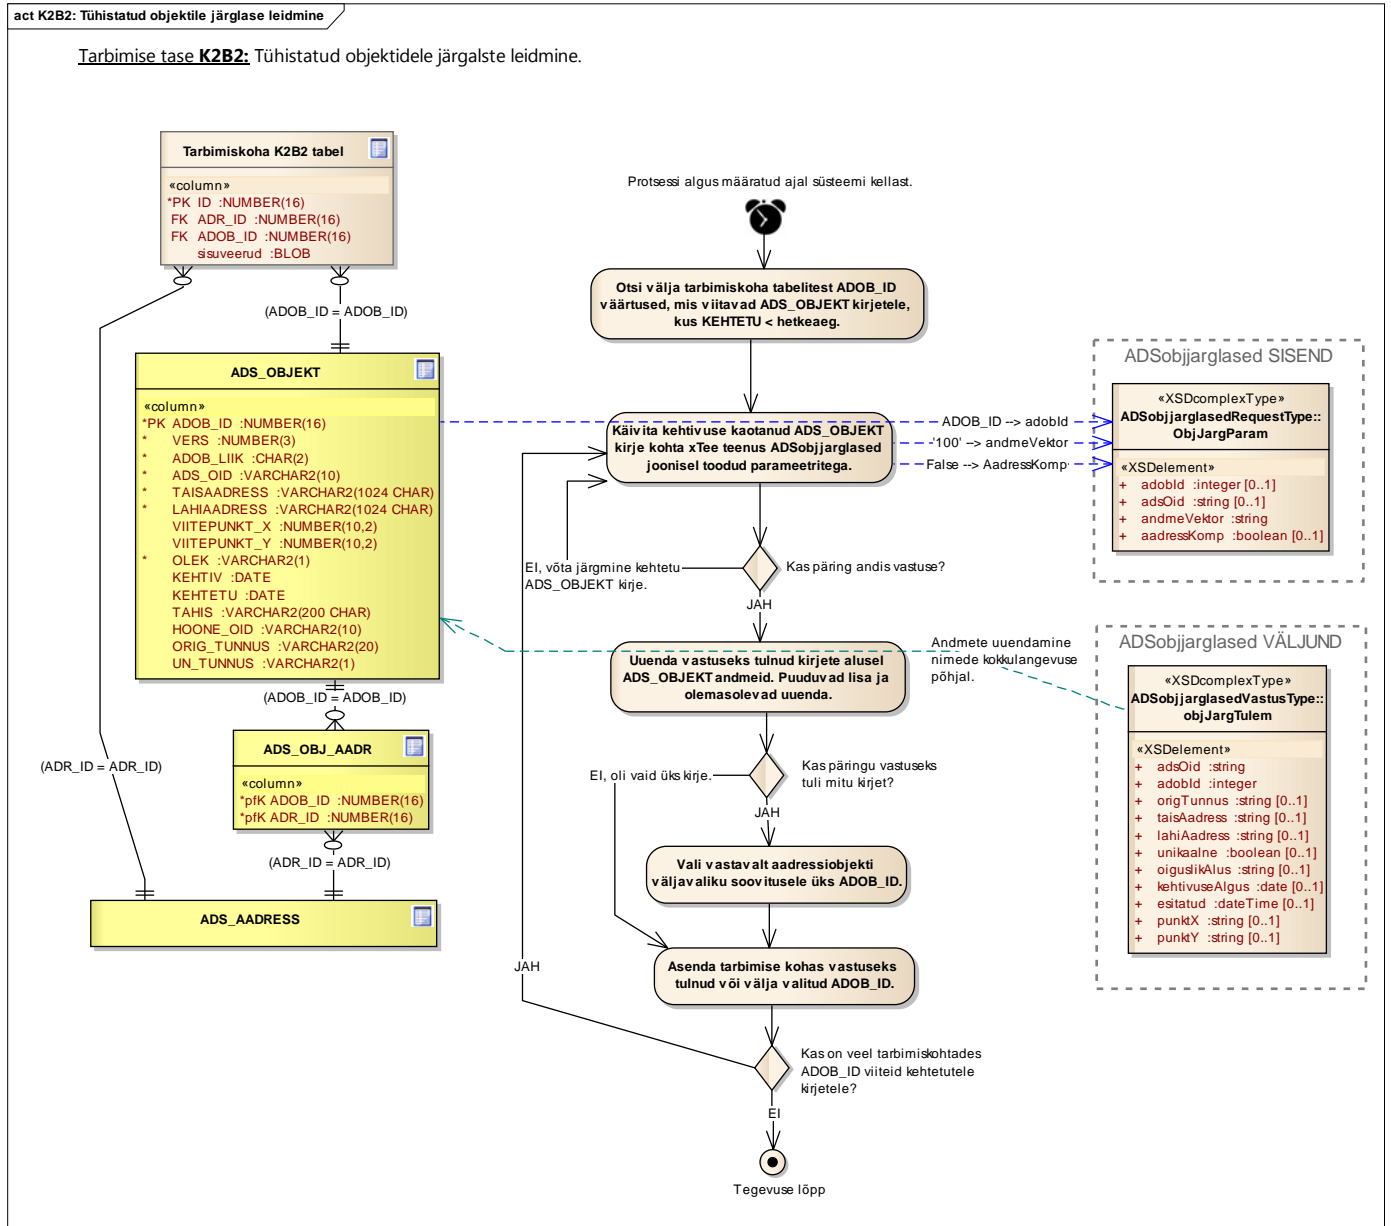 act K2B2: Tühistatud objektile järglase leidmine
Tarbimise tase K2B2: Tühistatud objektidele järgalste leidmine.
Tarbimiskoha K2B2 tabel
«column»
*PK ID :NUMBER(16)
FK ADR_ID :NUMBER(16)
FK ADOB_ID :NUMBER(16)
sisuveerud :BLOB
(ADOB_ID = ADOB_ID)
ADS_OBJEKT
«column»
*PK ADOB_ID :NUMBER(16)
* VERS :NUMBER(3)
* ADOB_LIIK :CHAR(2)
* ADS_OID :VARCHAR2(10)
* TAISAADRESS :VARCHAR2(1024 CHAR)
* LAHIAADRESS :VARCHAR2(1024 CHAR)
VIITEPUNKT_X :NUMBER(10,2)
VIITEPUNKT_Y :NUMBER(10,2)
* OLEK :VARCHAR2(1)
KEHTIV :DATE
KEHTETU :DATE
TAHIS :VARCHAR2(200 CHAR)
HOONE_OID :VARCHAR2(10)
ORIG_TUNNUS :VARCHAR2(20)
UN_TUNNUS :VARCHAR2(1)
(ADOB_ID = ADOB_ID)
ADS_OBJ_AADR
«column»
*pfK ADOB_ID :NUMBER(16)
*pfK ADR_ID :NUMBER(16)
(ADR_ID = ADR_ID)
(ADR_ID = ADR_ID)
ADS_AADRESS
Protsessi algus määratud ajal süsteemi kellast.
Otsi välja tarbimiskoha tabelitest ADOB_ID
väärtused, mis viitavad ADS_OBJEKT kirjetele,
kus KEHTETU < hetkeaeg.
Käivita kehtivuse kaotanud ADS_OBJEKT
kirje kohta xTee teenus ADSobjjarglased
joonisel toodud parameetritega.
ADOB_ID --> adobId
'100' --> andmeVektor
False --> AadressKomp
EI, võta järgmine kehtetu
ADS_OBJEKT kirje.
Kas päring andis vastuse?
JAH
Uuenda vastuseks tulnud kirjete alusel
ADS_OBJEKT andmeid. Puuduvad lisa ja
olemasolevad uuenda.
Andmete uuendamine
nimede kokkulangevuse
põhjal.
EI, oli vaid üks kirje.
Kas päringu vastuseks
tuli mitu kirjet?
JAH
Vali vastavalt aadressiobjekti
väljavaliku soovitusele üks ADOB_ID.
Asenda tarbimise kohas vastuseks
tulnud või välja valitud ADOB_ID.
JAH
Kas on veel tarbimiskohtades
ADOB_ID viiteid kehtetutele
kirjetele?
EI
Tegevuse lõpp
ADSobjjarglased SISEND
«XSDcomplexType»
ADSobjjarglasedRequestType::
ObjJargParam
«XSDelement»
+ adobId :integer [0..1]
+ adsOid :string [0..1]
+ andmeVektor :string
+ aadressKomp :boolean [0..1]
ADSobjjarglased VÄLJUND
«XSDcomplexType»
ADSobjjarglasedVastusType::
objJargTulem
«XSDelement»
+ adsOid :string
+ adobId :integer
+ origTunnus :string [0..1]
+ taisAadress :string [0..1]
+ lahiAadress :string [0..1]
+ unikaalne :boolean [0..1]
+ oiguslikAlus :string [0..1]
+ kehtivuseAlgus :date [0..1]
+ esitatud :dateTime [0..1]
+ punktX :string [0..1]
+ punktY :string [0..1]